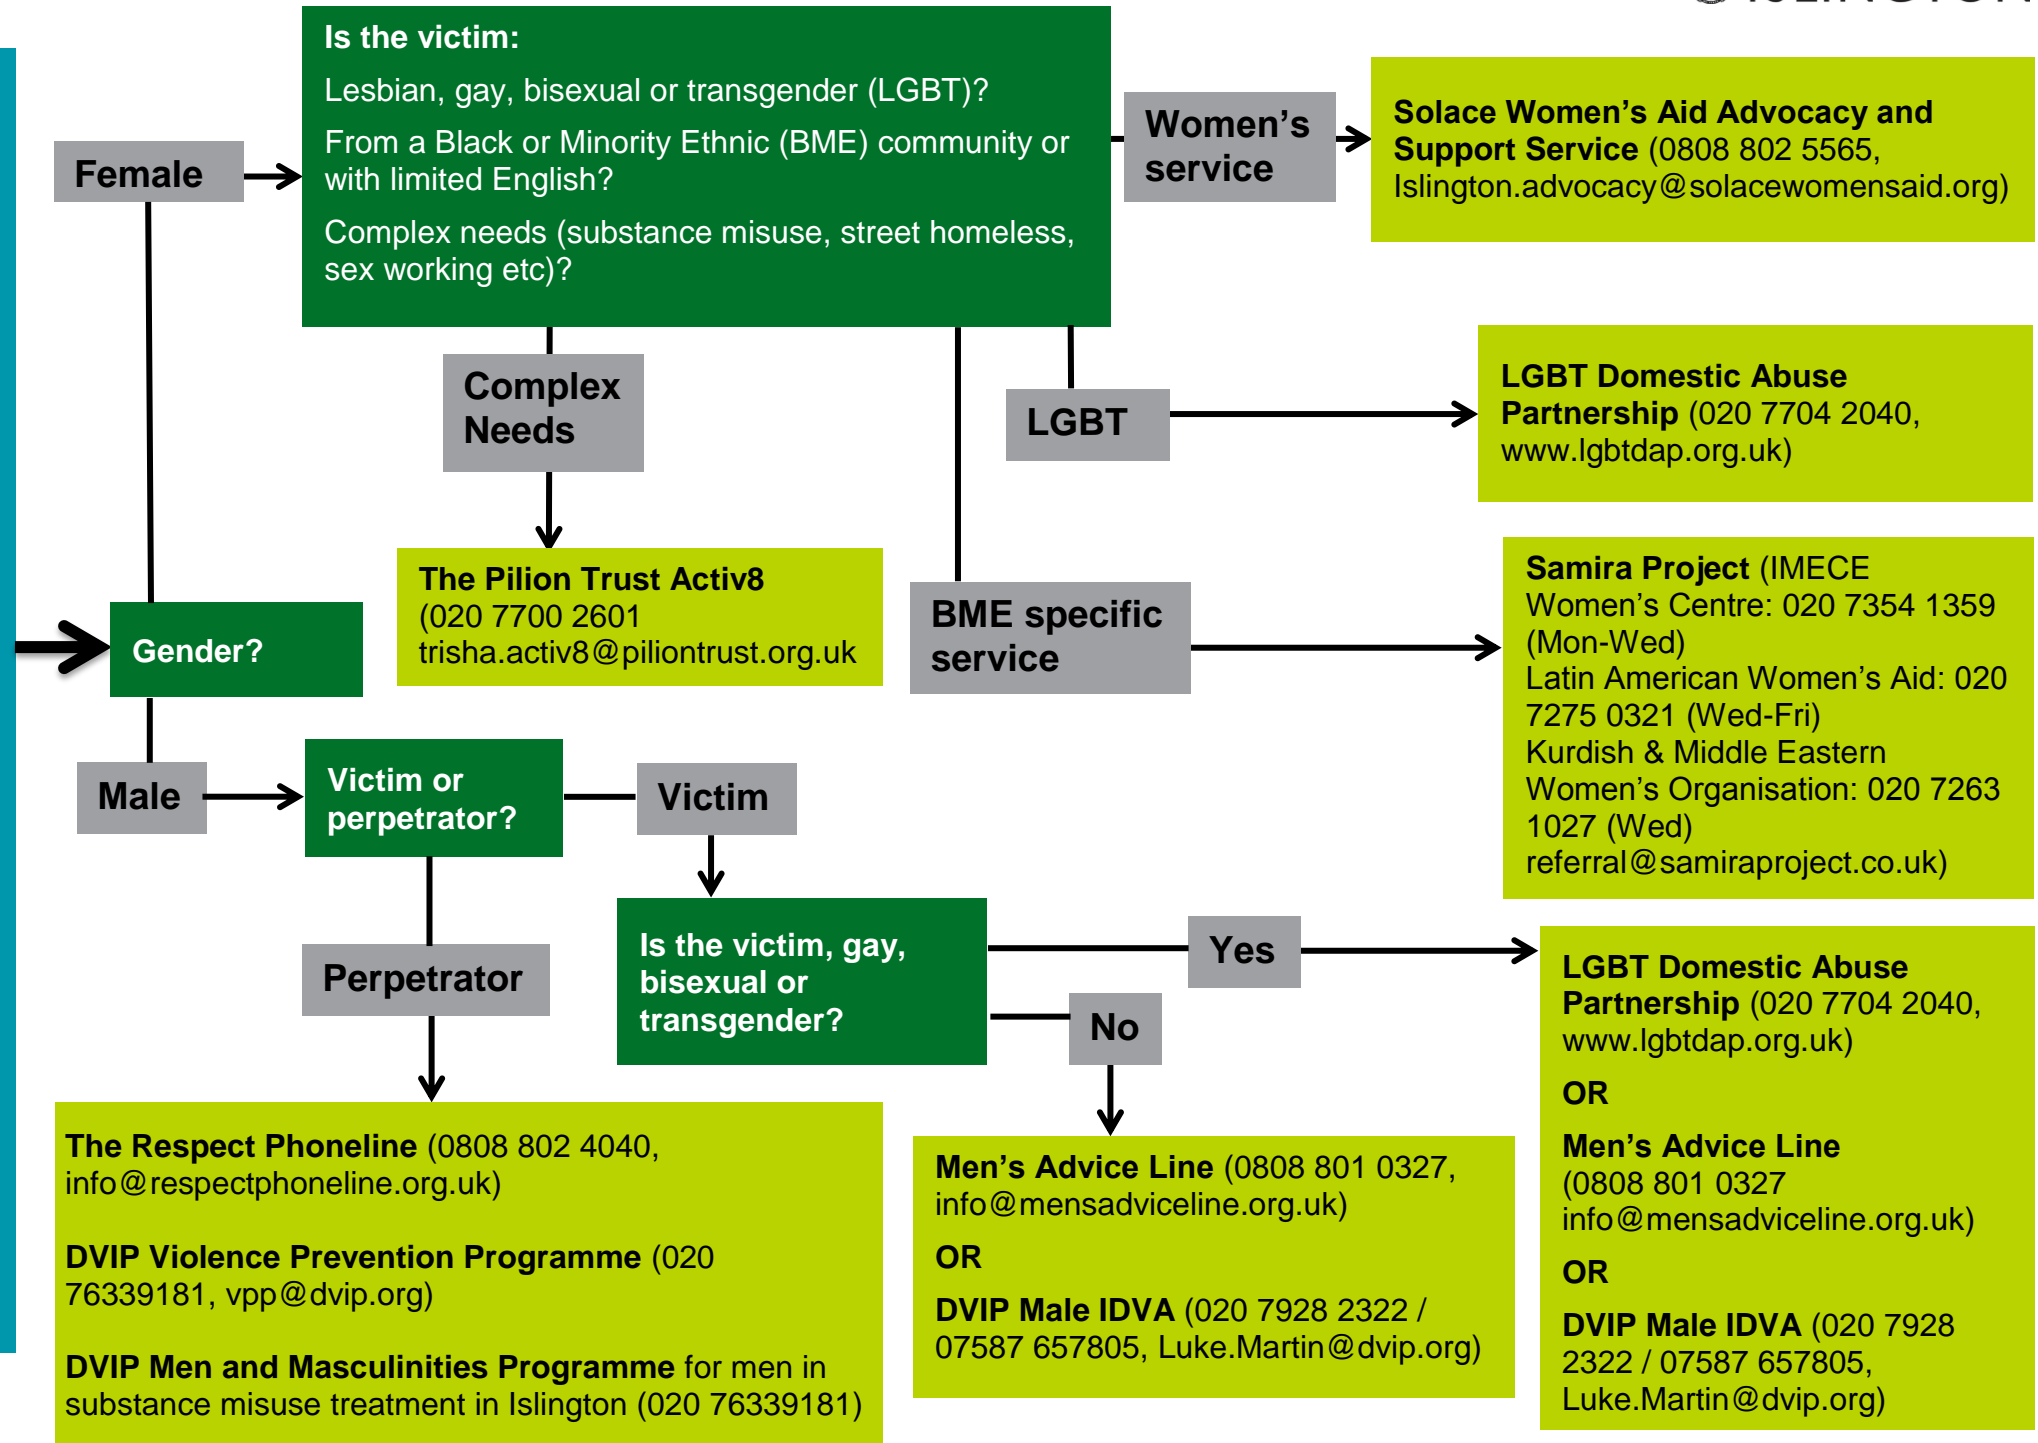 Is the victim:
Lesbian, gay, bisexual or transgender (LGBT)?
From a Black or Minority Ethnic (BME) community or
with limited English?
Complex needs (substance misuse, street homeless,
sex working etc)?
Female
Women's
service
Solace Women's Aid Advocacy and
Support Service (0808 802 5565,
Islington.advocacy@solacewomensaid.org)
Complex
Needs
LGBT
LGBT Domestic Abuse
Partnership (020 7704 2040,
www.lgbtdap.org.uk)
The Pilion Trust Activ8
(020 7700 2601
trisha.activ8@piliontrust.org.uk
BME specific
service
Samira Project (IMECE
Women's Centre: 020 7354 1359
(Mon-Wed)
Latin American Women's Aid: 020
7275 0321 (Wed-Fri)
Kurdish & Middle Eastern
Women's Organisation: 020 7263
1027 (Wed)
referral@samiraproject.co.uk)
Gender?
Male
Victim or
perpetrator?
Victim
Perpetrator
Is the victim, gay,
bisexual or
transgender?
Yes
No
LGBT Domestic Abuse
Partnership (020 7704 2040,
www.lgbtdap.org.uk)
OR
Men's Advice Line
(0808 801 0327
info@mensadviceline.org.uk)
OR
DVIP Male IDVA (020 7928
2322 / 07587 657805,
Luke.Martin@dvip.org)
The Respect Phoneline (0808 802 4040,
info@respectphoneline.org.uk)
DVIP Violence Prevention Programme (020
76339181, vpp@dvip.org)
DVIP Men and Masculinities Programme for men in
substance misuse treatment in Islington (020 76339181)
Men's Advice Line (0808 801 0327,
info@mensadviceline.org.uk)
OR
DVIP Male IDVA (020 7928 2322 /
07587 657805, Luke.Martin@dvip.org)